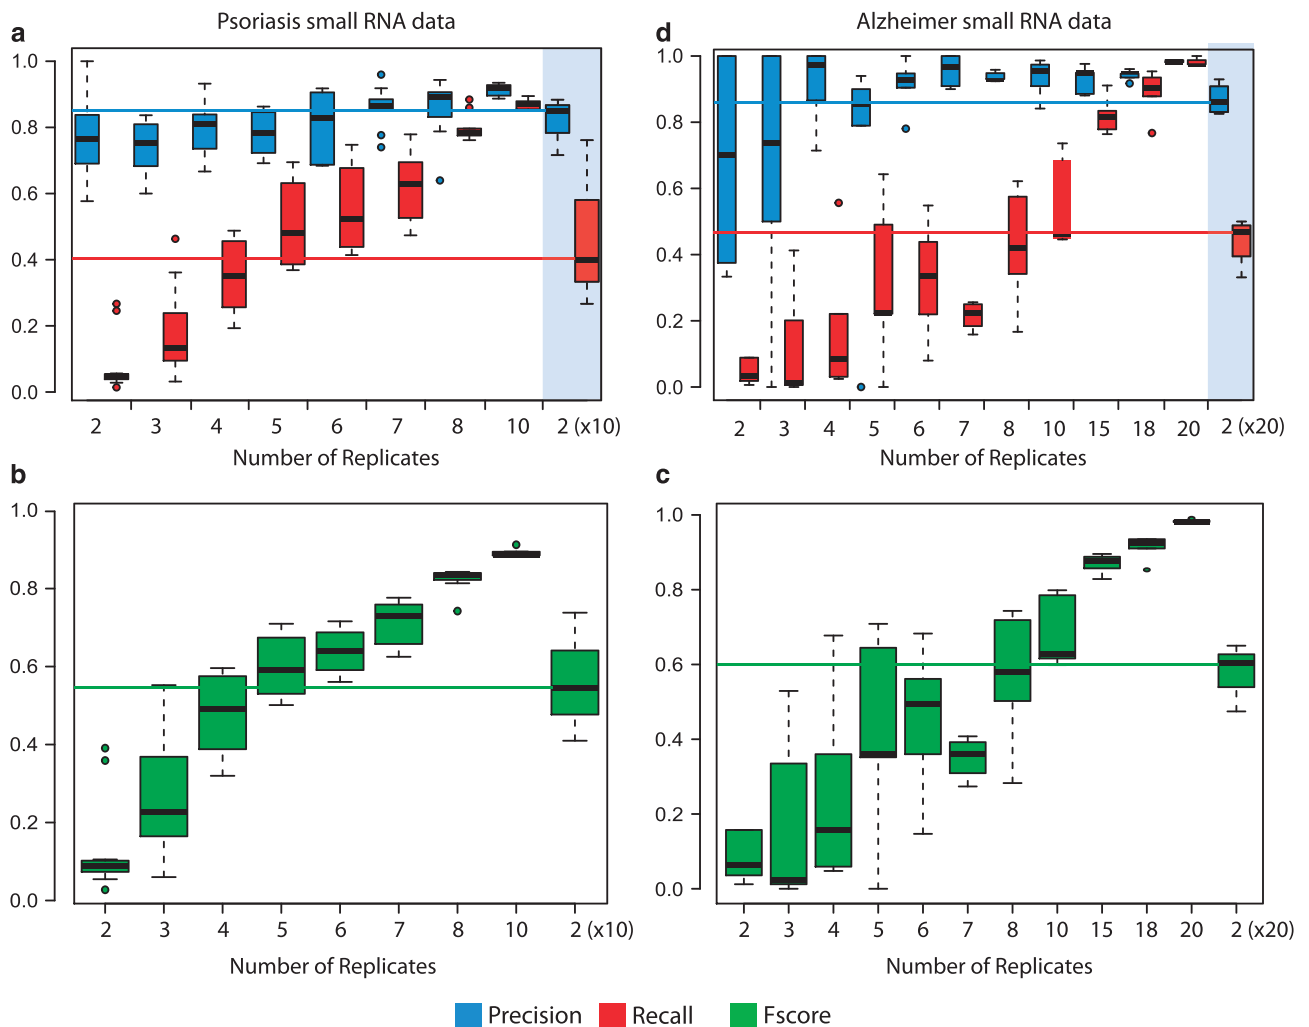 a
Psoriasis small RNA data
1.0
0.8
0.6
0.4
0.2
0.0
2 3 4 5 6 7 8 10 2 (x10)
Number of Replicates
d
Alzheimer small RNA data
1.0
0.8
0.6
0.4
0.2
0.0
2 3 4 5 6 7 8 10 15 18 20 2 (x20)
Number of Replicates
b
1.0
0.8
0.6
0.4
0.2
0.0
2 3 4 5 6 7 8 10 2 (x10)
Number of Replicates
c
1.0
0.8
0.6
0.4
0.2
0.0
2 3 4 5 6 7 8 10 15 18 20 2 (x20)
Number of Replicates
Precision Recall Fscore